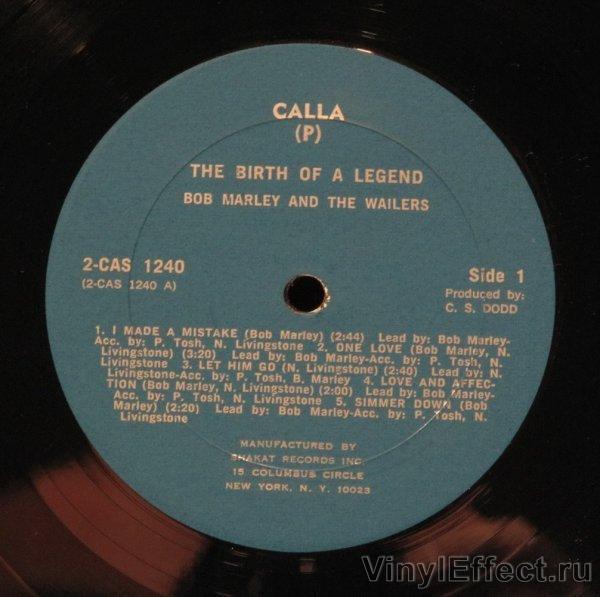 CALLA
(P)
THE BIRTH OF A LEGEND
BOB MARLEY AND THE WAILERS
2-CAS 1240
(2-CAS 1240 A)
Side 1
Produced by:
C. S. DODD
1. I MADE A MISTAKE (Bob Marley) (2:44) Lead by: Bob Marley-
Acc. by: P. Tosh, N. Livingstone 2. ONE LOVE (Bob Marley, N.
Livingstone) (3:20) Lead by: Bob Marley-Acc. by: P. Tosh, N.
Livingstone 3. LET HIM GO (N. Livingstone) (2:40) Lead by: N.
Livingstone-Acc. by: P. Tosh, B. Marley 4. LOVE AND AFFEC-
TION (Bob Marley, N. Livingstone) (2:00) Lead by: Bob Marley-
Acc. by: P. Tosh, N. Livingstone 5. SIMMER DOWN (Bob
Marley) (2:20) Lead by: Bob Marley-Acc. by: P. Tosh, N.
Livingstone
MANUFACTURED BY
SHAKAT RECORDS INC.
15 COLUMBUS CIRCLE
NEW YORK, N. Y. 10023
VinylEffect.ru